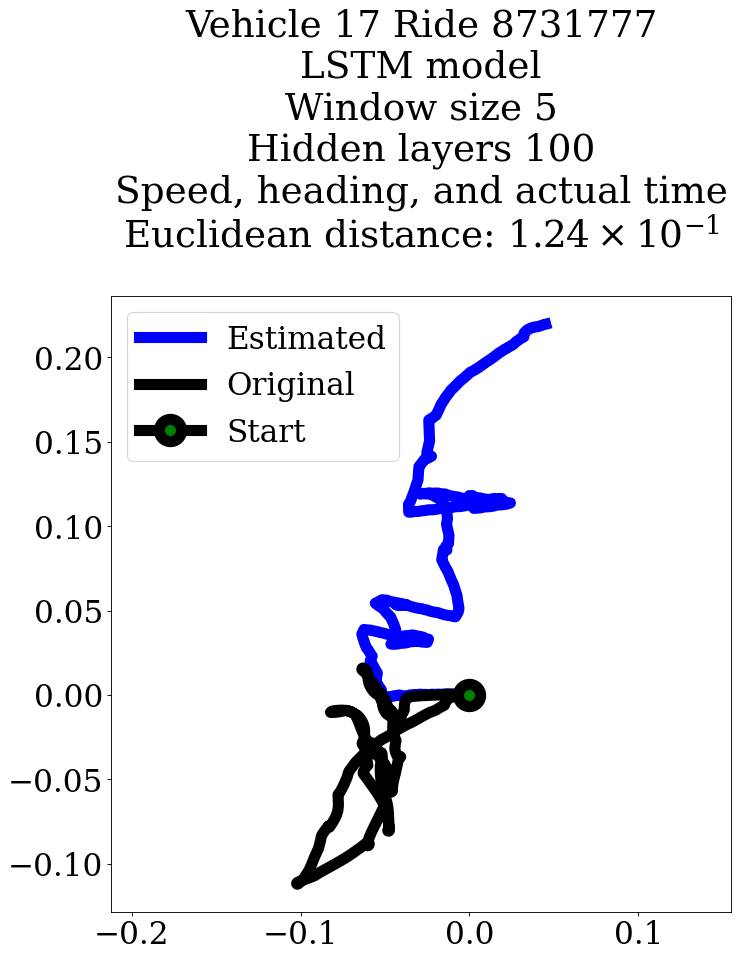 Vehicle 17 Ride 8731777
LSTM model
Window size 5
Hidden layers 100
Speed, heading, and actual time
Euclidean distance: 1.24 × 10⁻¹
Estimated
Original
Start
0.20
0.15
0.10
0.05
0.00
−0.05
−0.10
−0.2
−0.1
0.0
0.1